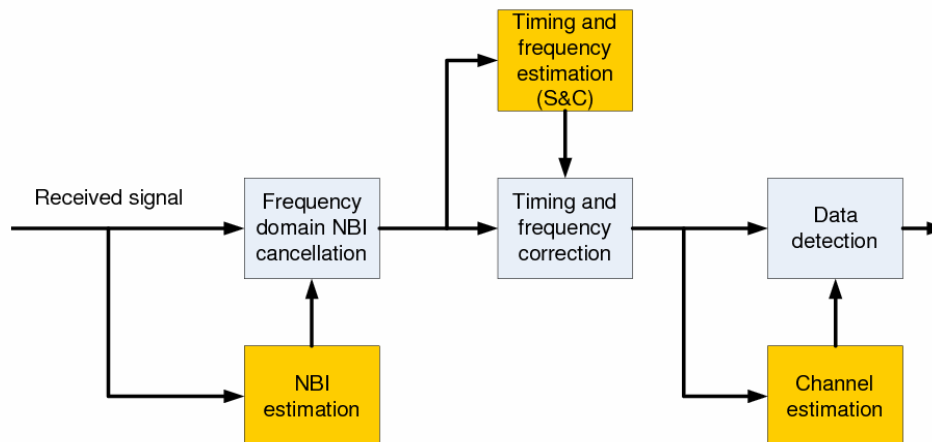 Timing and
frequency
estimation
(S&C)
Received signal
Frequency
domain NBI
cancellation
Timing and
frequency
correction
Data
detection
NBI
estimation
Channel
estimation